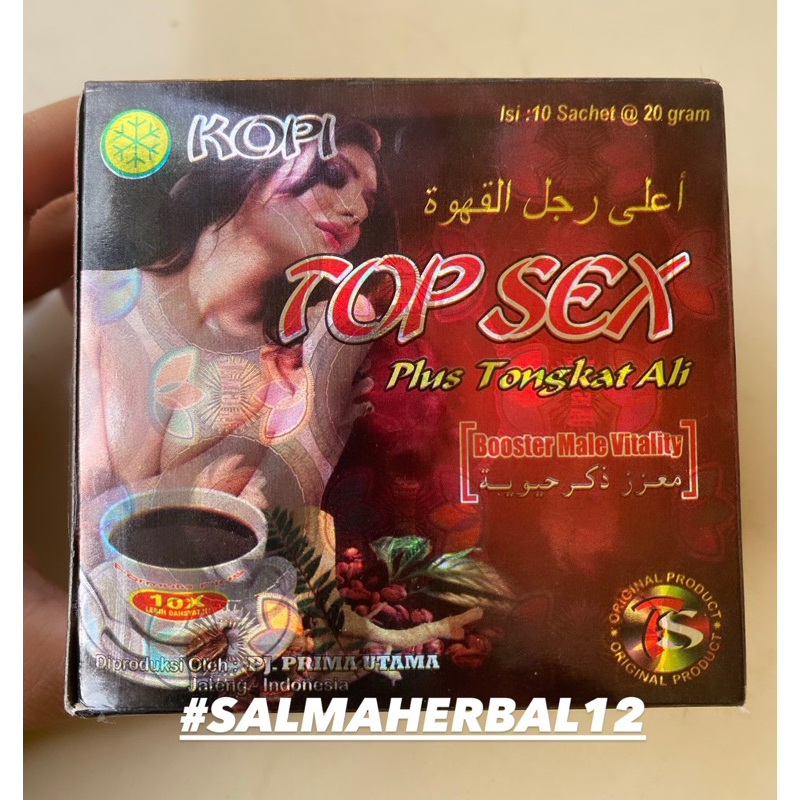 KOPI
Isi :10 Sachet @ 20 gram
أعلى رجل القهوة
TOP SEX
Plus Tongkat Ali
Booster Male Vitality
معزز ذكر حيوية
10X
ORIGINAL PRODUCT
TS
ORIGINAL PRODUCT
Diproduksi Oleh : PJ. PRIMA UTAMA
Jateng - Indonesia
#SALMAHERBAL12